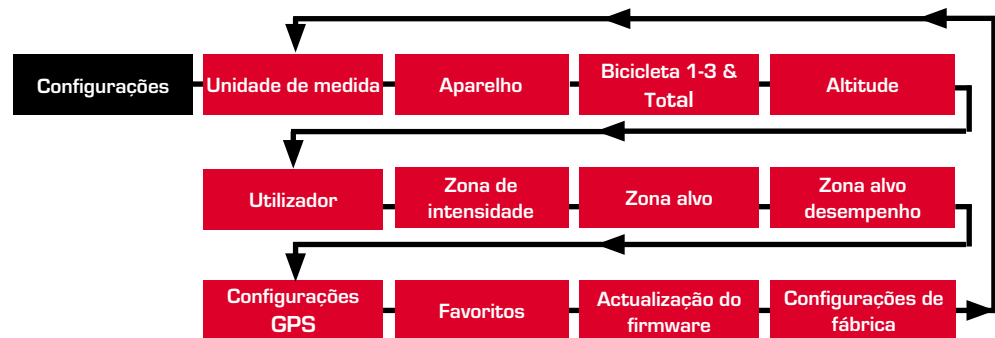 Configurações
Unidade de medida
Aparelho
Bicicleta 1-3 &
Total
Altitude
Utilizador
Zona de
intensidade
Zona alvo
Zona alvo
desempenho
Configurações
GPS
Favoritos
Actualização do
firmware
Configurações de
fábrica